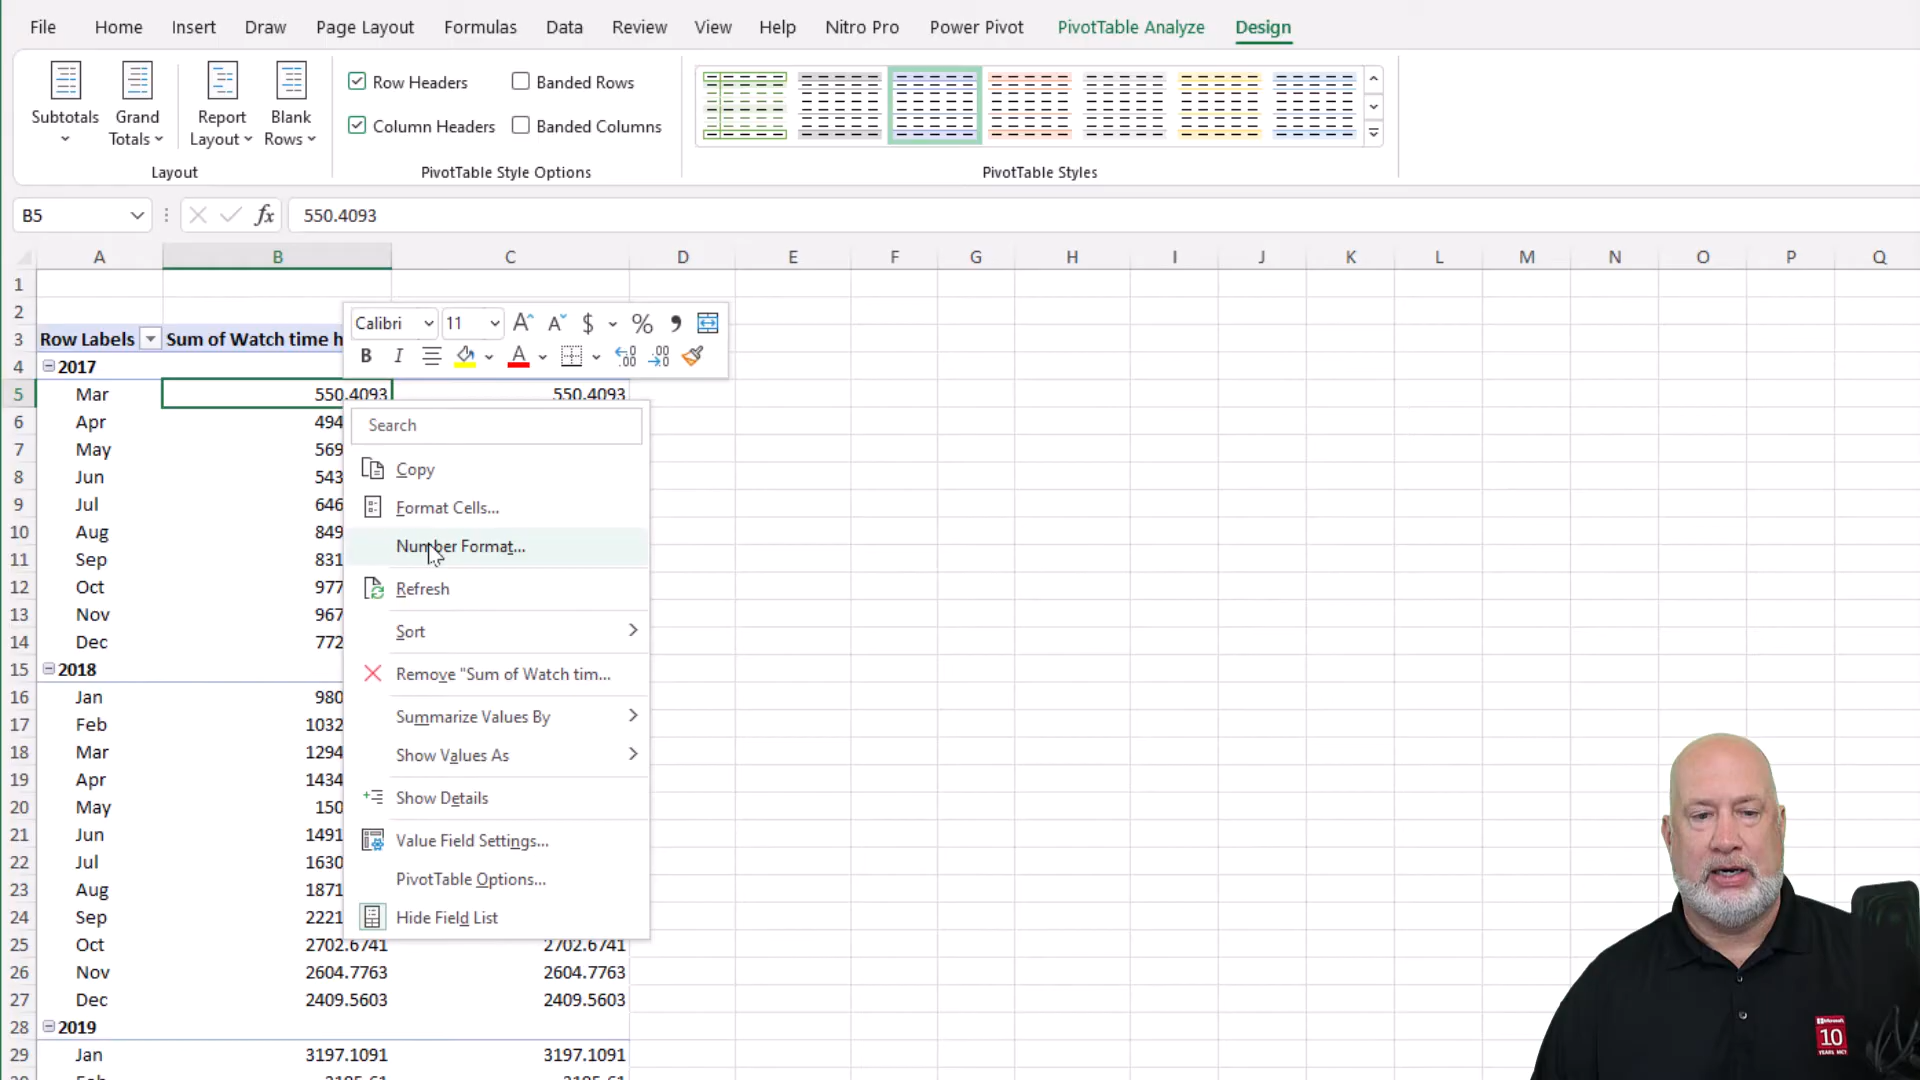 File Home Insert Draw Page Layout Formulas Data Review View Help Nitro Pro Power Pivot PivotTable Analyze Design
Subtotals Grand Totals Report Layout Blank Rows
Row Headers Banded Rows
Column Headers Banded Columns
Layout PivotTable Style Options PivotTable Styles
B5 fx 550.4093
A B C D E F G H I J K L M N O P Q
1
2
Calibri 11 A A $ % ,
B I A
3 Row Labels Sum of Watch time h
4 2017
5 Mar 550.4093 550.4093
6 Apr 494
7 May 569
8 Jun 543
9 Jul 646
10 Aug 849
11 Sep 831
12 Oct 977
13 Nov 967
14 Dec 772
15 2018
16 Jan 980
17 Feb 1032
18 Mar 1294
19 Apr 1434
20 May 150
21 Jun 1491
22 Jul 1630
23 Aug 1871
24 Sep 2221
25 Oct 2702.6741 2702.6741
26 Nov 2604.7763 2604.7763
27 Dec 2409.5603 2409.5603
28 2019
29 Jan 3197.1091 3197.1091
Search
Copy
Format Cells...
Number Format...
Refresh
Sort
Remove "Sum of Watch tim...
Summarize Values By
Show Values As
Show Details
Value Field Settings...
PivotTable Options...
Hide Field List
Microsoft
10
YEARS MCT